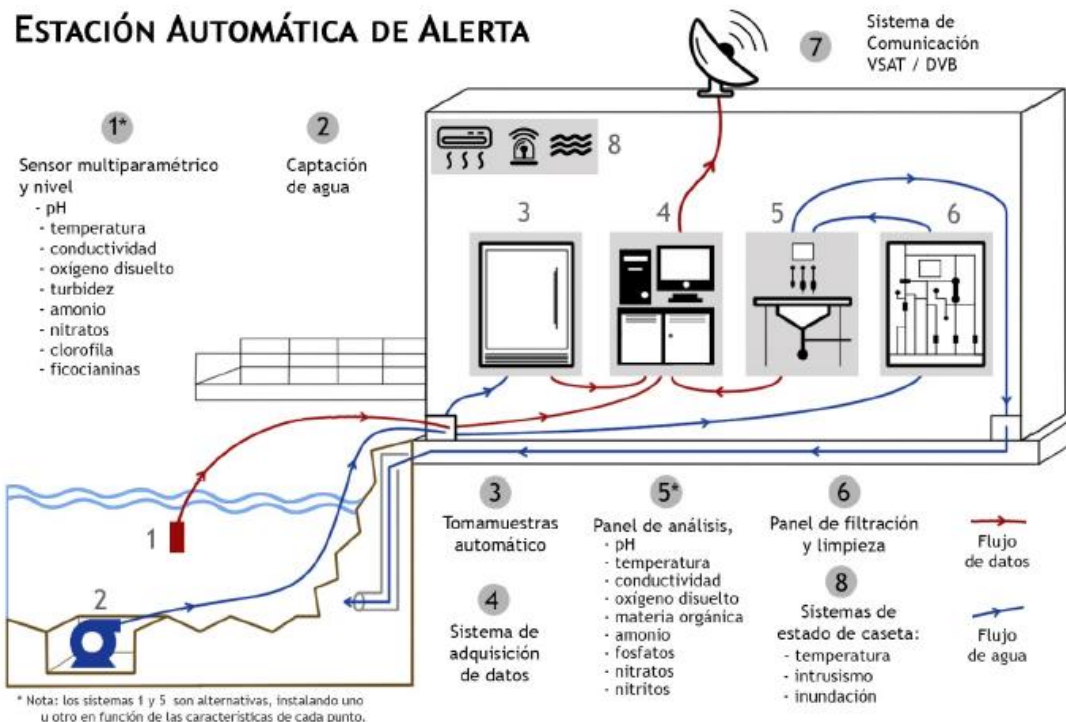 ESTACIÓN AUTOMÁTICA DE ALERTA
7
Sistema de
Comunicación
VSAT / DVB
1*
Sensor multiparamétrico
y nivel
- pH
- temperatura
- conductividad
- oxígeno disuelto
- turbidez
- amonio
- nitratos
- clorofila
- ficocianinas
2
Captación
de agua
8
3
4
5
6
1
2
3
Tomamuestras
automático
4
Sistema de
adquisición
de datos
5*
Panel de análisis,
- pH
- temperatura
- conductividad
- oxígeno disuelto
- materia orgánica
- amonio
- fosfatos
- nitratos
- nitritos
6
Panel de filtración
y limpieza
8
Sistemas de
estado de caseta:
- temperatura
- intrusismo
- inundación
Flujo
de datos
Flujo
de agua
* Nota: los sistemas 1 y 5 son alternativas, instalando uno
u otro en función de las características de cada punto.